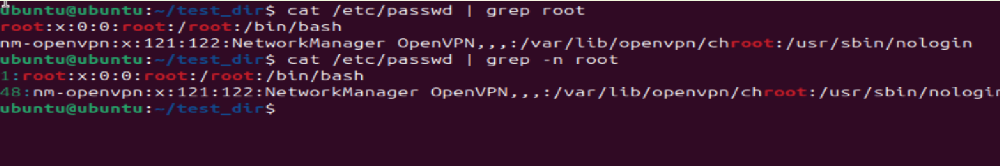 ubuntu@ubuntu:~/test_dir$ cat /etc/passwd | grep root
root:x:0:0:root:/root:/bin/bash
nm-openvpn:x:121:122:NetworkManager OpenVPN,,,:/var/lib/openvpn/chroot:/usr/sbin/nologin
ubuntu@ubuntu:~/test_dir$ cat /etc/passwd | grep -n root
1:root:x:0:0:root:/root:/bin/bash
48:nm-openvpn:x:121:122:NetworkManager OpenVPN,,,:/var/lib/openvpn/chroot:/usr/sbin/nologin
ubuntu@ubuntu:~/test_dir$